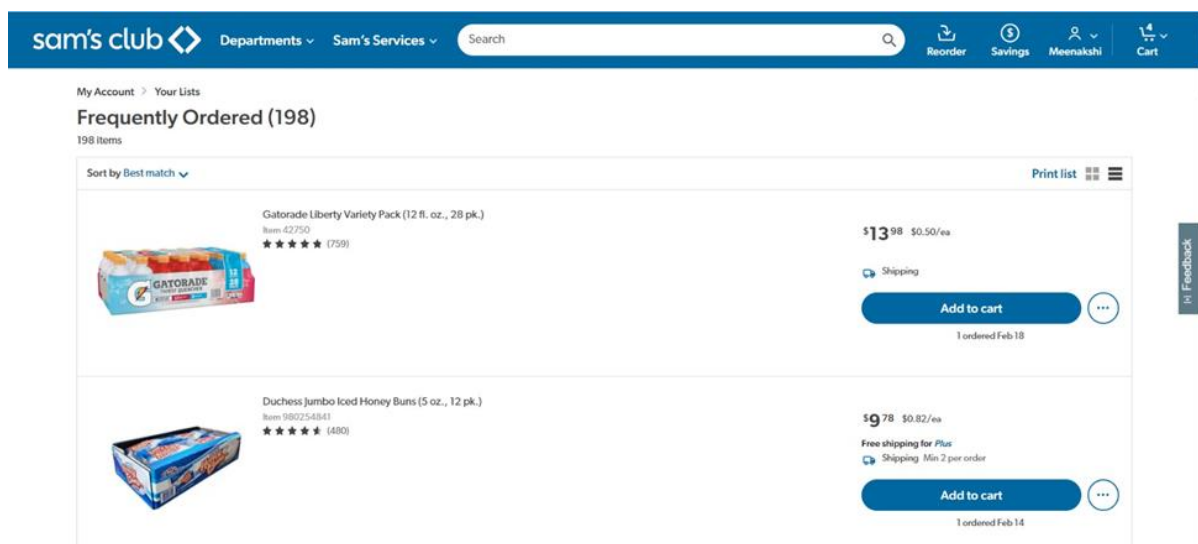 sam's club Departments Sam's Services Search Reorder Savings Meenakshi 4 Cart
My Account > Your Lists
Frequently Ordered (198)
198 items
Sort by Best match Print list
Gatorade Liberty Variety Pack (12 fl. oz., 28 pk.)
Item 42750
(759)
$13.98 $0.50/ea
Shipping
Add to cart
1 ordered Feb 18
G GATORADE
12
28
[+] Feedback
Duchess Jumbo Iced Honey Buns (5 oz., 12 pk.)
Item 980254841
(480)
$9.78 $0.82/ea
Free shipping for Plus
Shipping Min 2 per order
Add to cart
1 ordered Feb 14